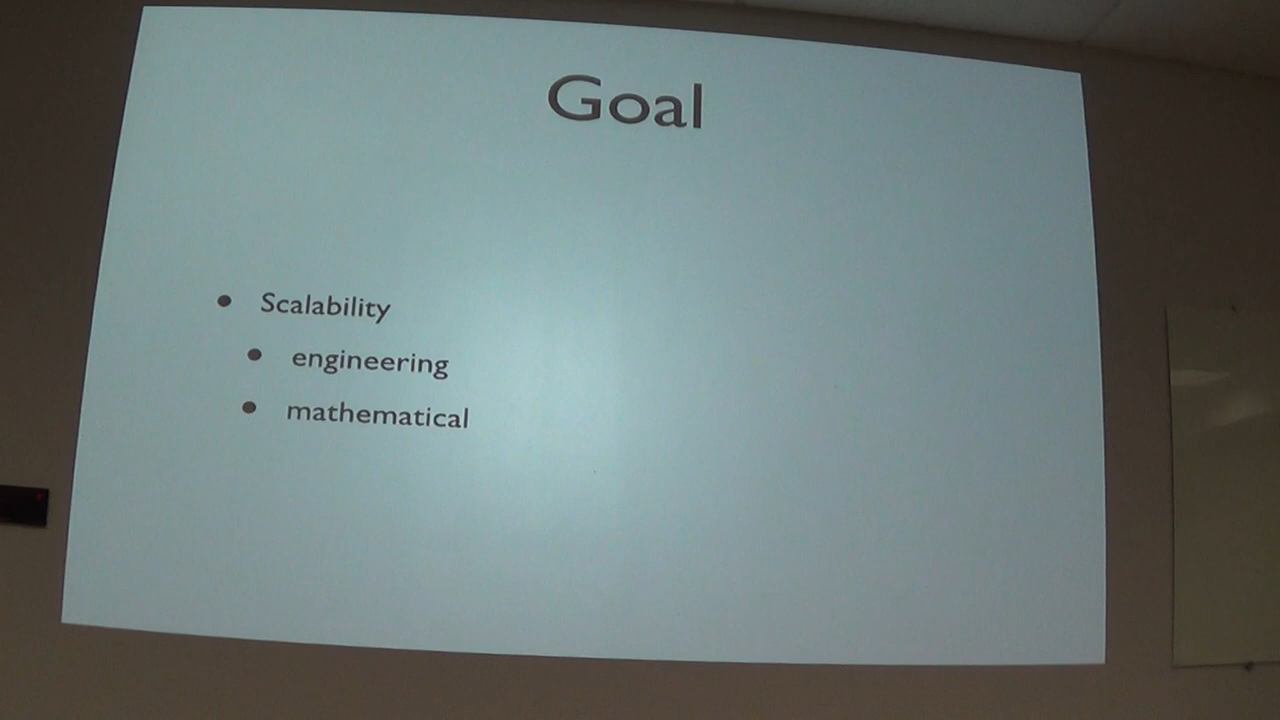 Goal
• Scalability
• engineering
• mathematical